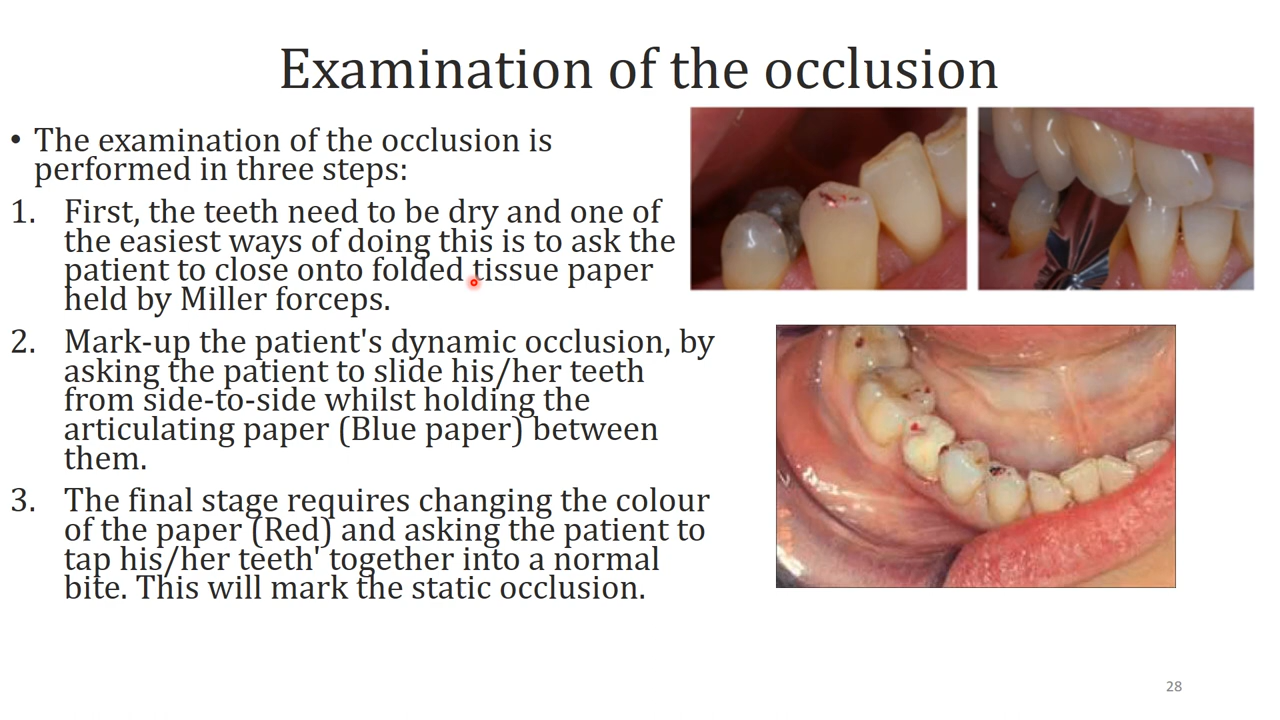 Examination of the occlusion
• The examination of the occlusion is
performed in three steps:
1. First, the teeth need to be dry and one of
the easiest ways of doing this is to ask the
patient to close onto folded tissue paper
held by Miller forceps.
2. Mark-up the patient's dynamic occlusion, by
asking the patient to slide his/her teeth
from side-to-side whilst holding the
articulating paper (Blue paper) between
them.
3. The final stage requires changing the colour
of the paper (Red) and asking the patient to
tap his/her teeth' together into a normal
bite. This will mark the static occlusion.
28